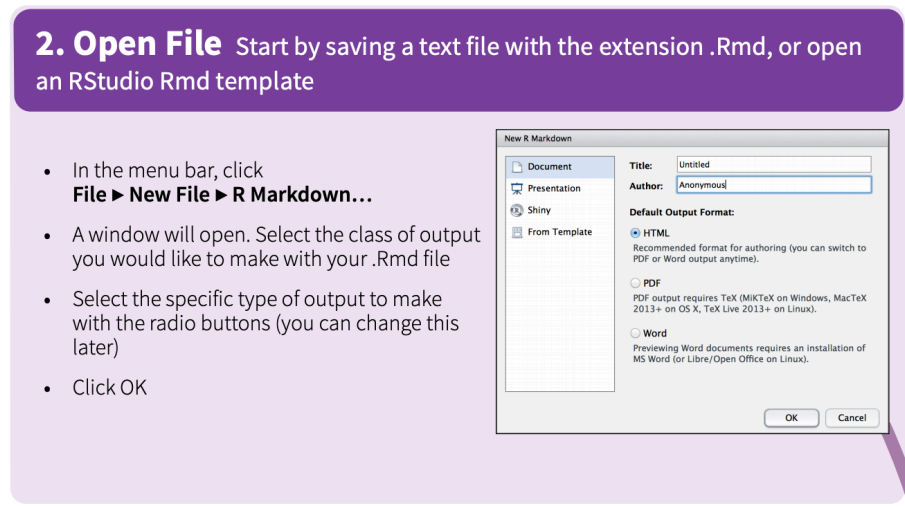 2. Open File Start by saving a text file with the extension .Rmd, or open
an RStudio Rmd template
• In the menu bar, click
File ▸ New File ▸ R Markdown…
• A window will open. Select the class of output
you would like to make with your .Rmd file
• Select the specific type of output to make
with the radio buttons (you can change this
later)
• Click OK
New R Markdown
Document
Presentation
Shiny
From Template
Title: Untitled
Author: Anonymous
Default Output Format:
HTML
Recommended format for authoring (you can switch to
PDF or Word output anytime).
PDF
PDF output requires TeX (MiKTeX on Windows, MacTeX
2013+ on OS X, TeX Live 2013+ on Linux).
Word
Previewing Word documents requires an installation of
MS Word (or Libre/Open Office on Linux).
OK Cancel